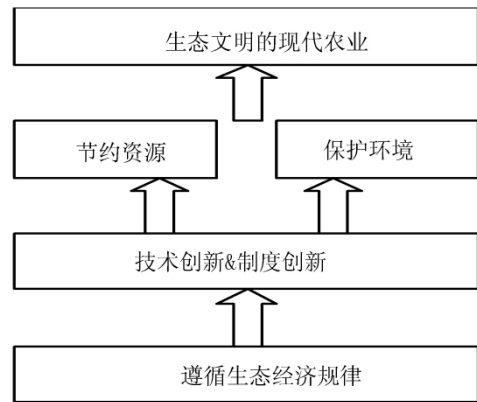 生态文明的现代农业
节约资源
保护环境
技术创新&制度创新
遵循生态经济规律